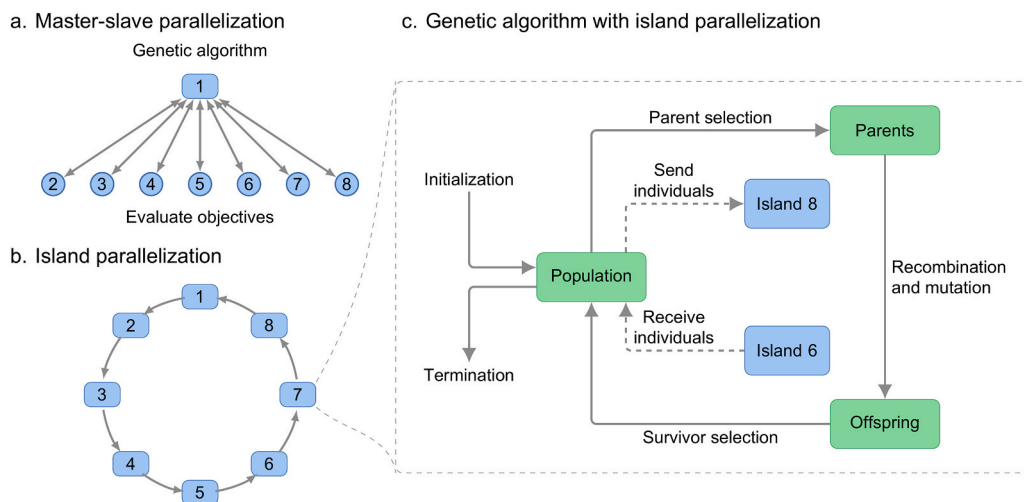 a. Master-slave parallelization
Genetic algorithm
1
2 3 4 5 6 7 8
Evaluate objectives
b. Island parallelization
1
2
3
4
5
6
7
8
c. Genetic algorithm with island parallelization
Initialization
Termination
Population
Parent selection
Parents
Send
individuals
Island 8
Recombination
and mutation
Receive
individuals
Island 6
Survivor selection
Offspring